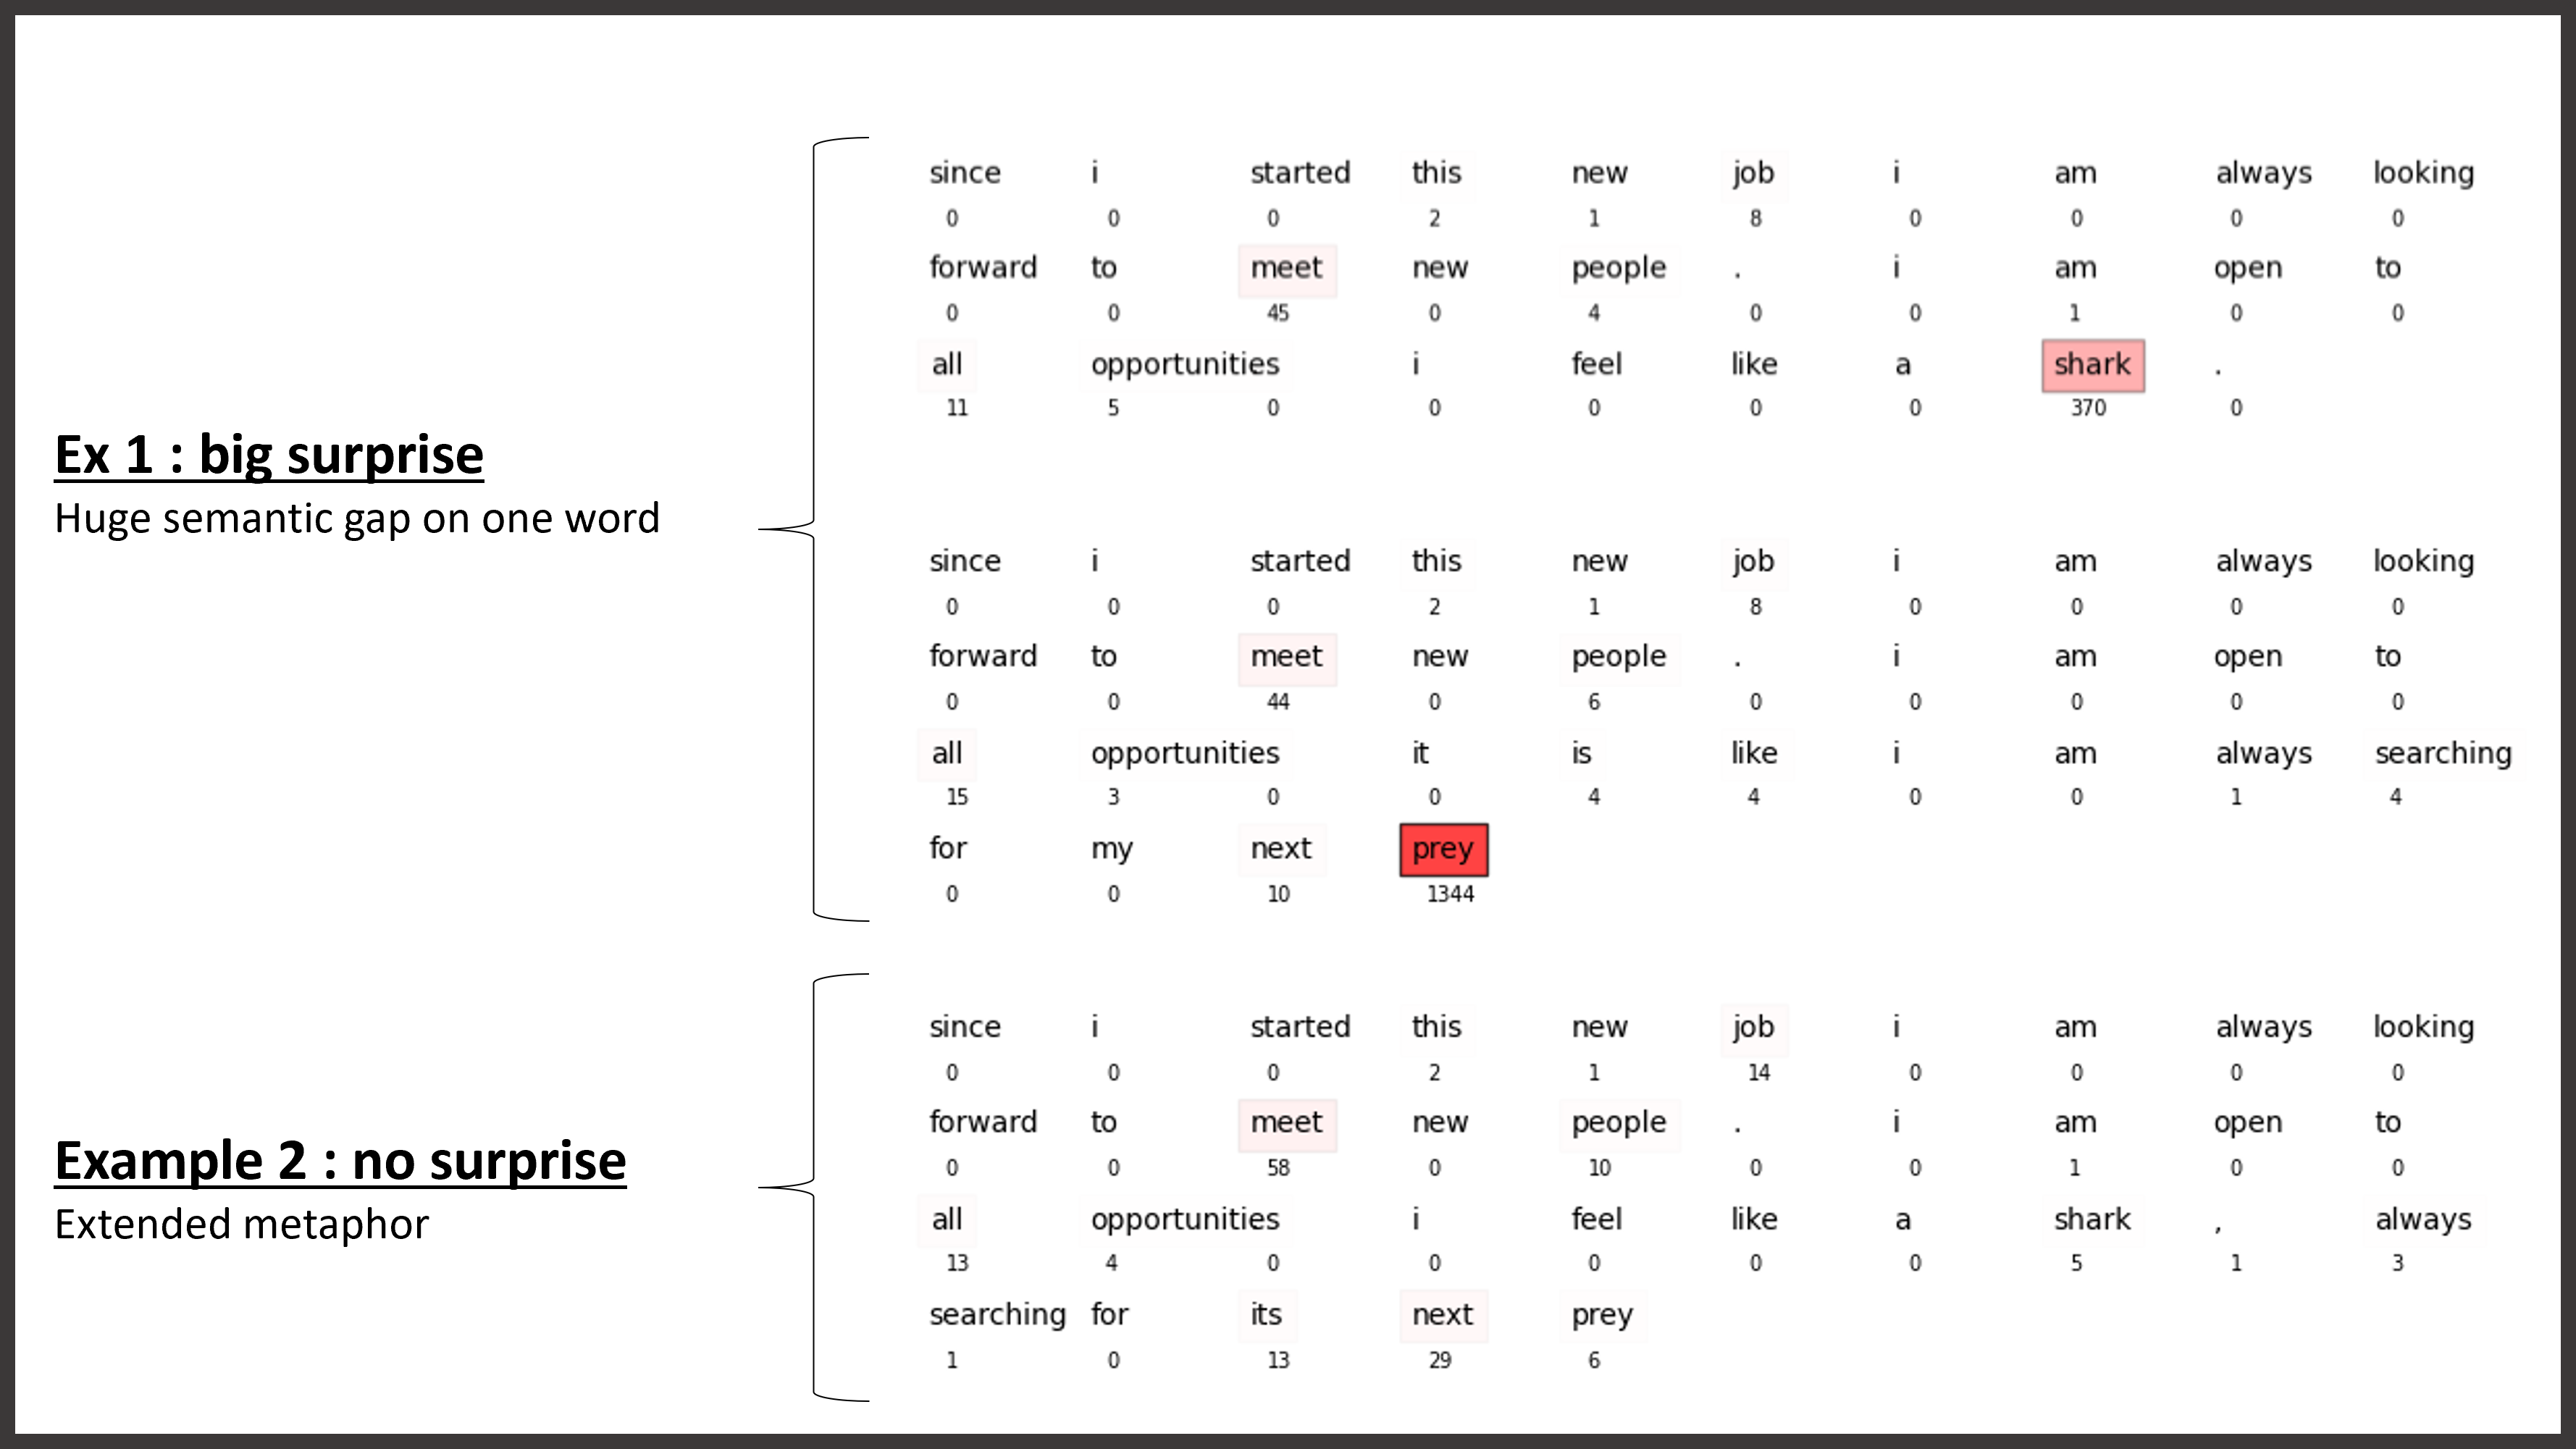 since i started this new job i am always looking
0 0 0 2 1 8 0 0 0 0
forward to meet new people . i am open to
0 0 45 0 4 0 0 1 0 0
all opportunities i feel like a shark .
11 5 0 0 0 0 0 370 0
Ex 1 : big surprise
Huge semantic gap on one word
since i started this new job i am always looking
0 0 0 2 1 8 0 0 0 0
forward to meet new people . i am open to
0 0 44 0 6 0 0 0 0 0
all opportunities it is like i am always searching
15 3 0 0 4 4 0 0 1 4
for my next prey
0 0 10 1344
since i started this new job i am always looking
0 0 0 2 1 14 0 0 0 0
forward to meet new people . i am open to
0 0 58 0 10 0 0 1 0 0
Example 2 : no surprise
Extended metaphor
all opportunities i feel like a shark , always
13 4 0 0 0 0 0 5 1 3
searching for its next prey
1 0 13 29 6